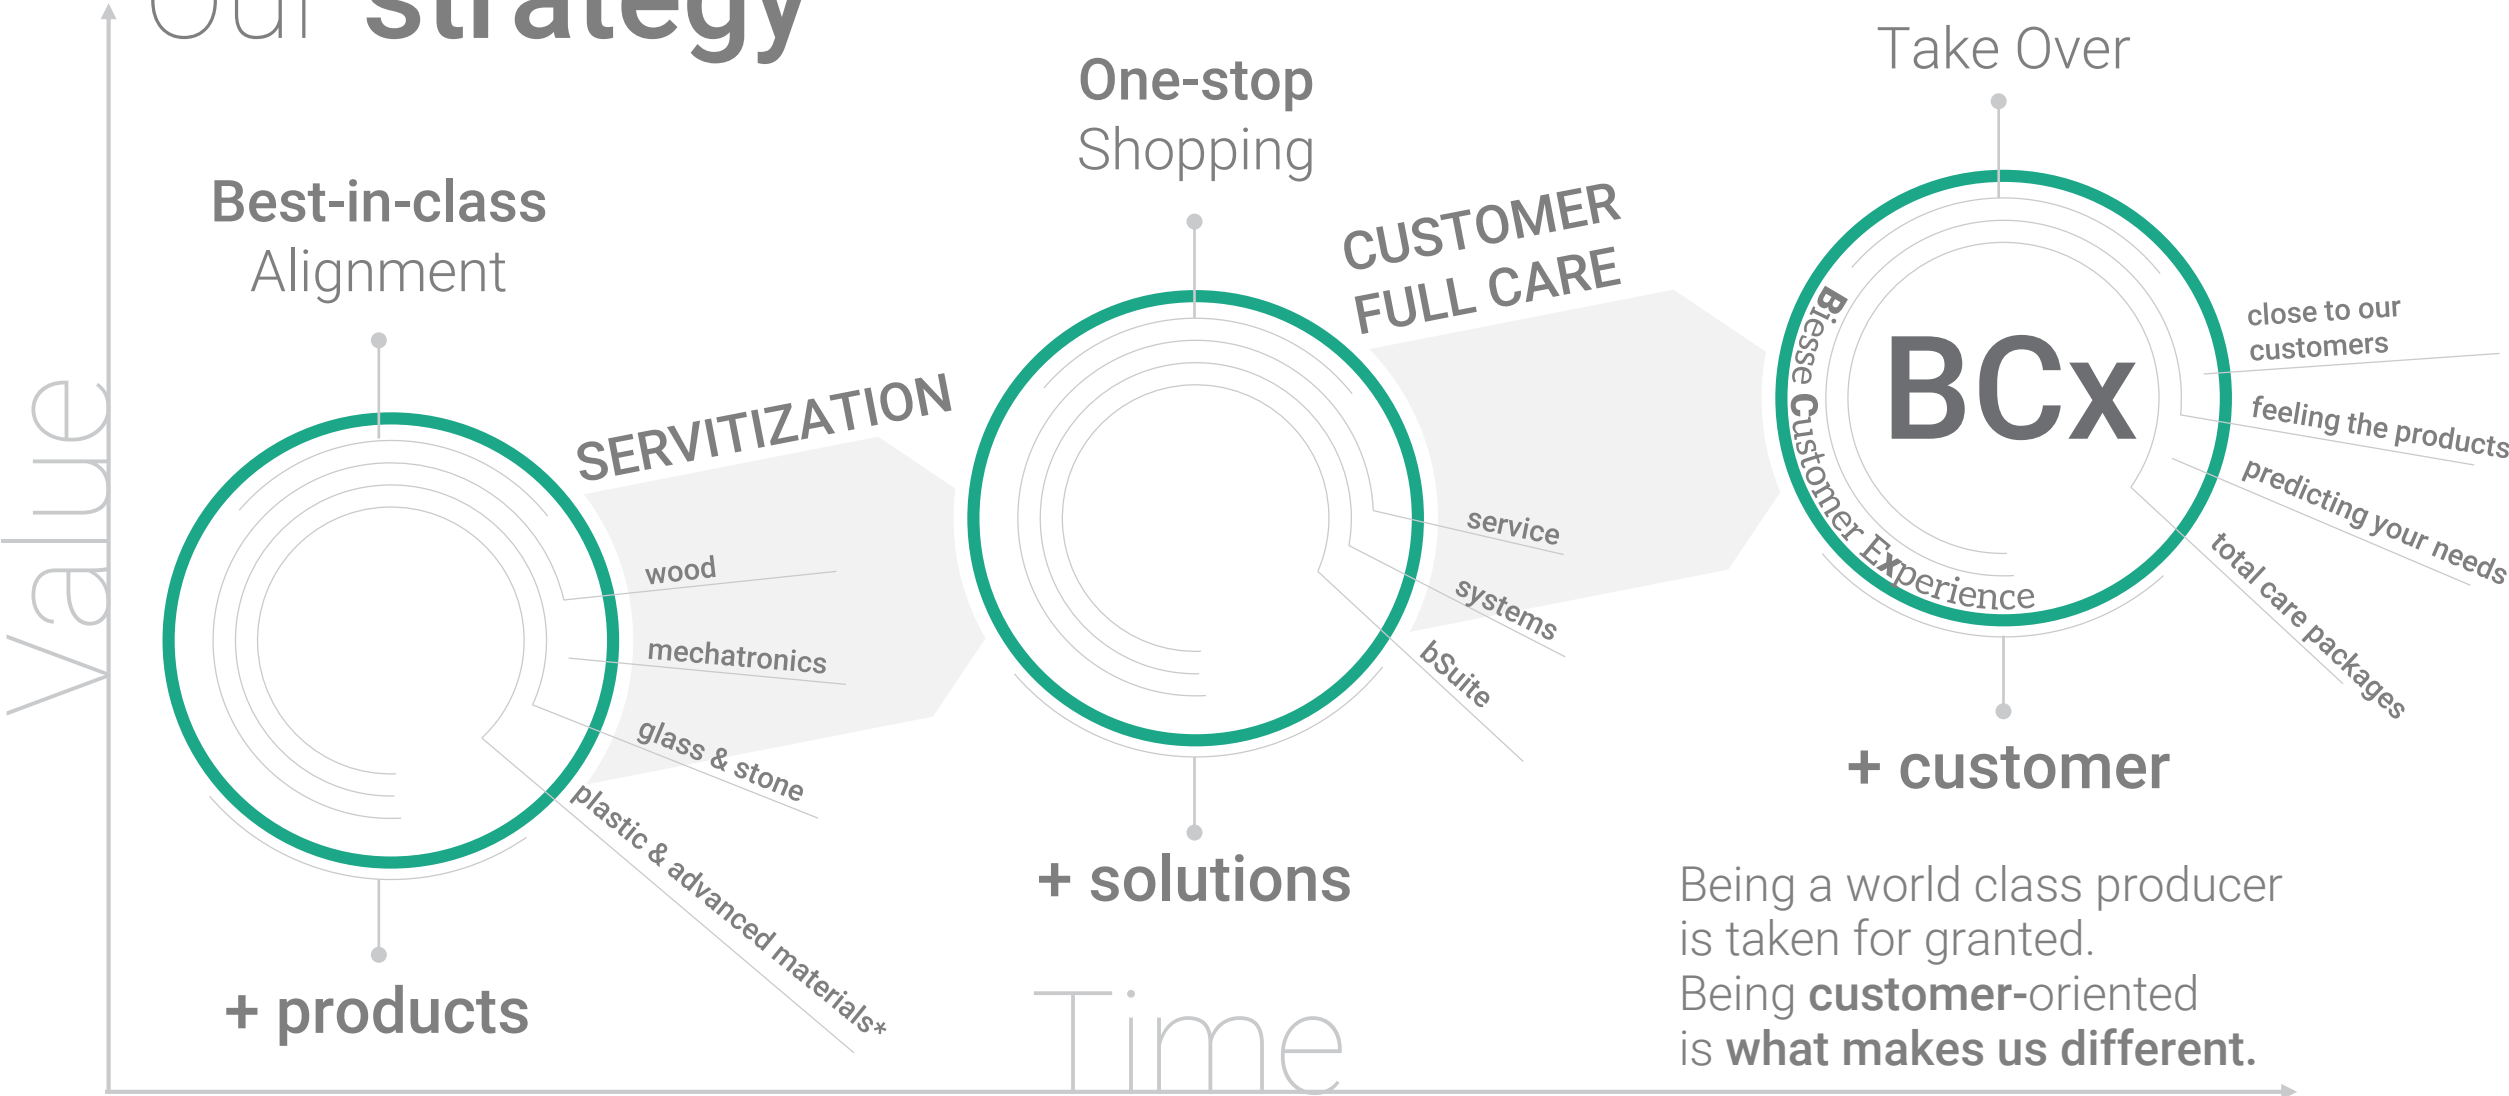 Our strategy
Value
Best-in-class
Alignment
+ products
wood
mechatronics
glass & stone
plastic & advanced materials*
SERVITIZATION
One-stop
Shopping
+ solutions
service
systems
bSuite
CUSTOMER
FULL CARE
Take Over
BCx
Biesse Customer Experience
+ customer
close to our
customers
feeling the products
predicting your needs
total care packages
Being a world class producer
is taken for granted.
Being customer-oriented
is what makes us different.
Time